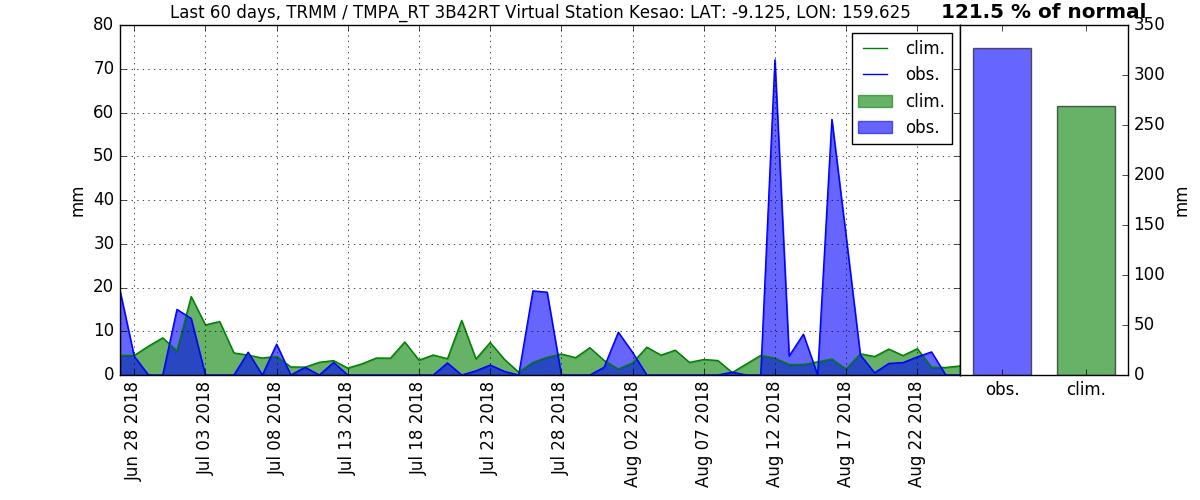 Last 60 days, TRMM / TMPA_RT 3B42RT Virtual Station Kesao: LAT: -9.125, LON: 159.625
121.5 % of normal
80
70
60
50
40
30
20
10
0
mm
clim.
obs.
clim.
obs.
350
300
250
200
150
100
50
0
mm
Jun 28 2018
Jul 03 2018
Jul 08 2018
Jul 13 2018
Jul 18 2018
Jul 23 2018
Jul 28 2018
Aug 02 2018
Aug 07 2018
Aug 12 2018
Aug 17 2018
Aug 22 2018
obs.
clim.